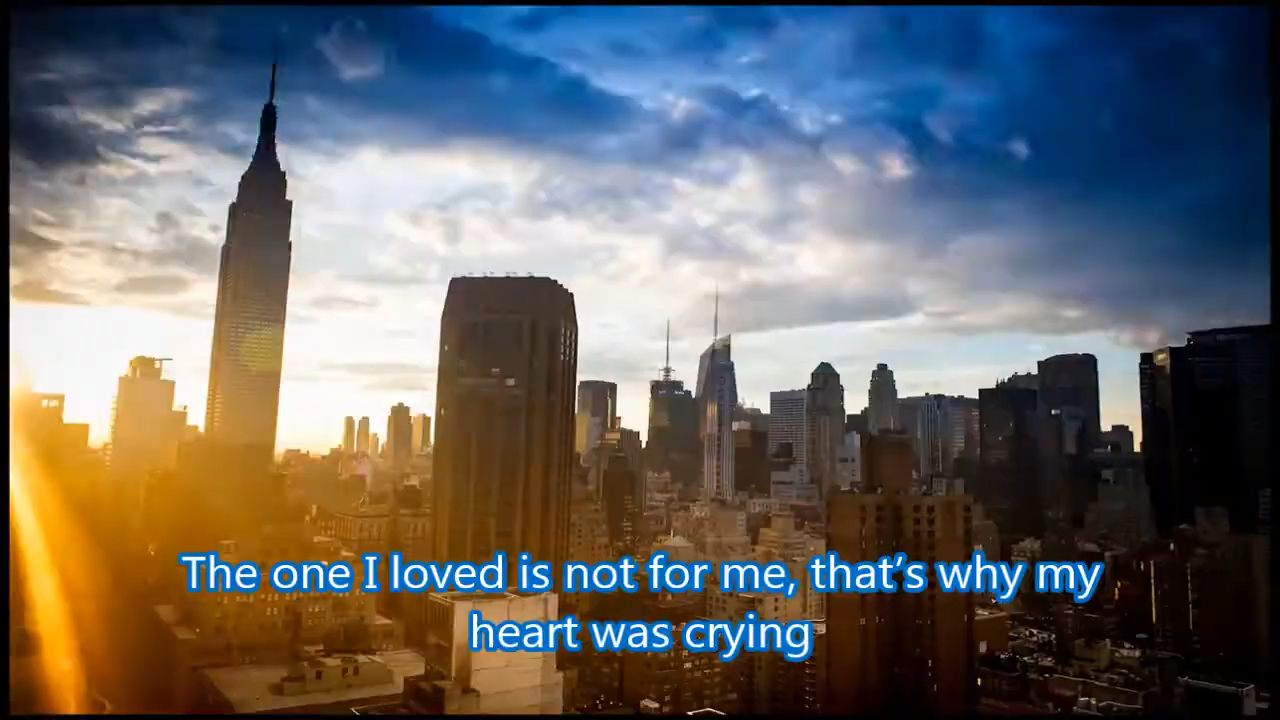 The one I loved is not for me, that’s why my
heart was crying